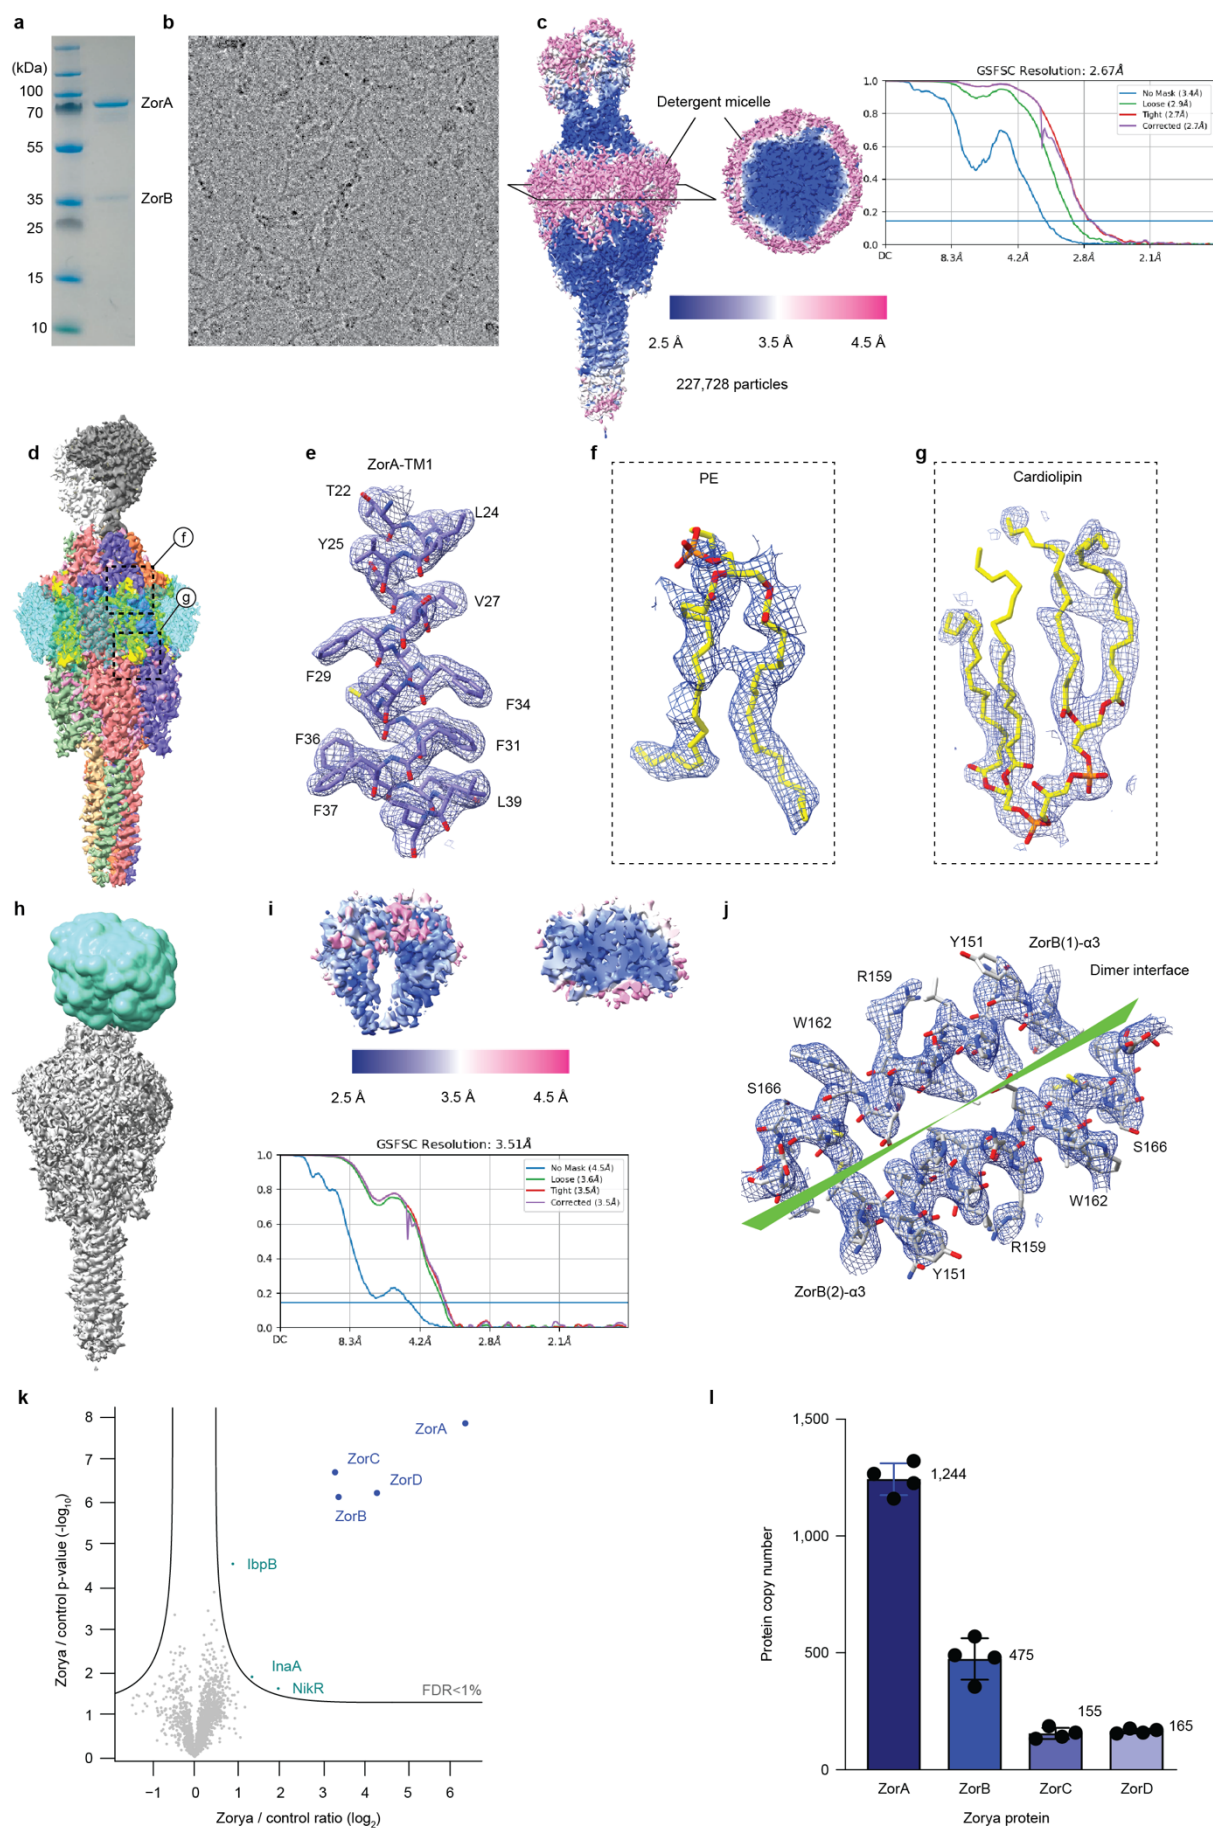 a
(kDa)
100
70
55
35
25
15
10
ZorA
ZorB
b
c
Detergent micelle
2.5 Å
3.5 Å
4.5 Å
227,728 particles
GSFSC Resolution: 2.67Å
1.0
0.8
0.6
0.4
0.2
0.0
DC
8.3Å
4.2Å
2.8Å
2.1Å
No Mask (3.4Å)
Loose (2.9Å)
Tight (2.7Å)
Corrected (2.7Å)
d
f
g
e
ZorA-TM1
T22
L24
Y25
V27
F29
F34
F36
F31
F37
L39
f
PE
g
Cardiolipin
h
i
2.5 Å
3.5 Å
4.5 Å
GSFSC Resolution: 3.51Å
1.0
0.8
0.6
0.4
0.2
0.0
DC
8.3Å
4.2Å
2.8Å
2.1Å
No Mask (4.5Å)
Loose (3.6Å)
Tight (3.5Å)
Corrected (3.5Å)
j
Y151
ZorB(1)-α3
Dimer interface
R159
W162
S166
S166
W162
R159
Y151
ZorB(2)-α3
k
Zorya / control p-value (-log10)
8
7
6
5
4
3
2
1
0
ZorA
ZorC
ZorD
ZorB
IbpB
InaA
NikR
FDR<1%
−1
0
1
2
3
4
5
6
Zorya / control ratio (log2)
l
Protein copy number
1,500
1,000
500
0
1,244
475
155
165
ZorA
ZorB
ZorC
ZorD
Zorya protein